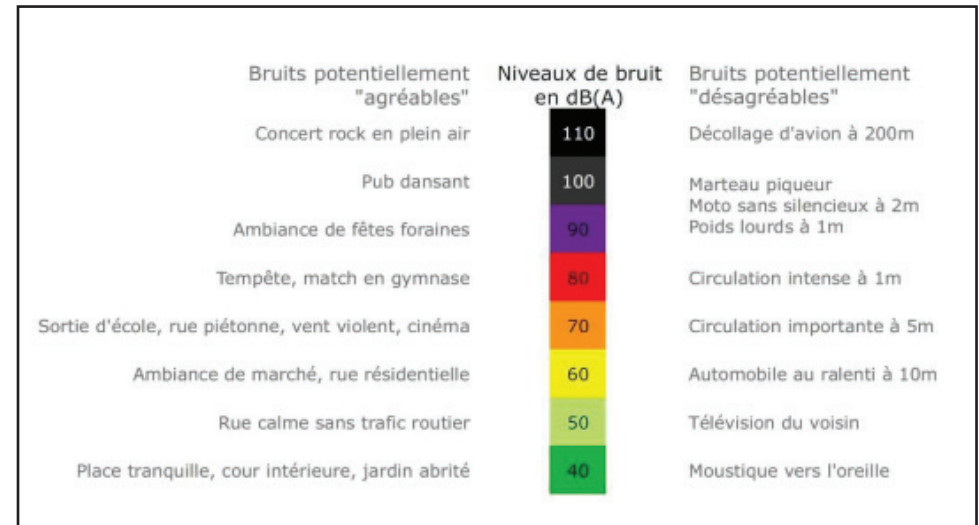 Bruits potentiellement
"agréables"
Niveaux de bruit
en dB(A)
Bruits potentiellement
"désagréables"
Concert rock en plein air
110
Décollage d'avion à 200m
Pub dansant
100
Marteau piqueur
Moto sans silencieux à 2m
Poids lourds à 1m
Ambiance de fêtes foraines
90
Tempête, match en gymnase
80
Circulation intense à 1m
Sortie d'école, rue piétonne, vent violent, cinéma
70
Circulation importante à 5m
Ambiance de marché, rue résidentielle
60
Automobile au ralenti à 10m
Rue calme sans trafic routier
50
Télévision du voisin
Place tranquille, cour intérieure, jardin abrité
40
Moustique vers l'oreille